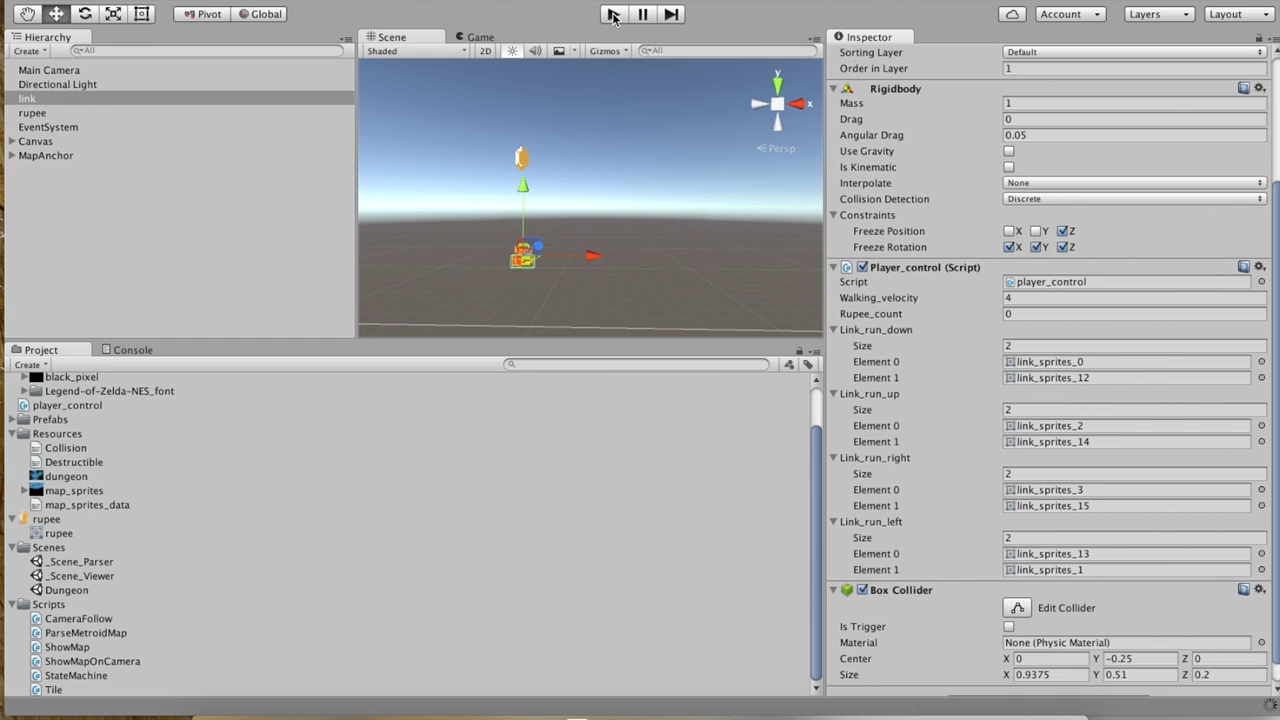 Pivot Global Account Layers Layout
Hierarchy
Create All
Main Camera
Directional Light
link
rupee
EventSystem
Canvas
MapAnchor
Scene Game
Shaded 2D Gizmos All
y
x
Persp
Project Console
Create
black_pixel
Legend-of-Zelda-NES_font
player_control
Prefabs
Resources
Collision
Destructible
dungeon
map_sprites
map_sprites_data
rupee
rupee
Scenes
_Scene_Parser
_Scene_Viewer
Dungeon
Scripts
CameraFollow
ParseMetroidMap
ShowMap
ShowMapOnCamera
StateMachine
Tile
Inspector
Sorting Layer Default
Order in Layer 1
Rigidbody
Mass 1
Drag 0
Angular Drag 0.05
Use Gravity
Is Kinematic
Interpolate None
Collision Detection Discrete
Constraints
Freeze Position X Y Z
Freeze Rotation X Y Z
Player_control (Script)
Script player_control
Walking_velocity 4
Rupee_count 0
Link_run_down
Size 2
Element 0 link_sprites_0
Element 1 link_sprites_12
Link_run_up
Size 2
Element 0 link_sprites_2
Element 1 link_sprites_14
Link_run_right
Size 2
Element 0 link_sprites_3
Element 1 link_sprites_15
Link_run_left
Size 2
Element 0 link_sprites_13
Element 1 link_sprites_1
Box Collider
Edit Collider
Is Trigger
Material None (Physic Material)
Center X 0 Y -0.25 Z 0
Size X 0.9375 Y 0.51 Z 0.2